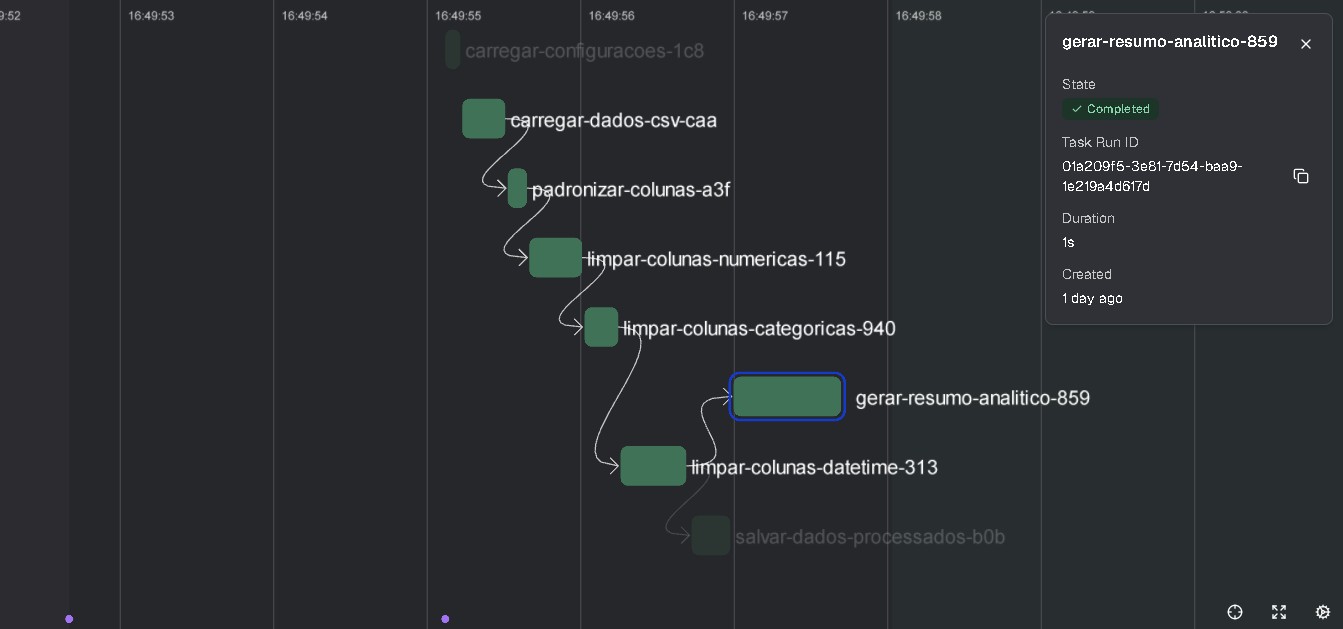 9:52
16:49:53
16:49:54
16:49:55
16:49:56
16:49:57
16:49:58
carregar-configuracoes-1c8
carregar-dados-csv-caa
padronizar-colunas-a3f
limpar-colunas-numericas-115
limpar-colunas-categoricas-940
gerar-resumo-analitico-859
limpar-colunas-datetime-313
salvar-dados-processados-b0b
gerar-resumo-analitico-859
State
Completed
Task Run ID
01a209f5-3e81-7d54-baa9-
1e219a4d617d
Duration
1s
Created
1 day ago